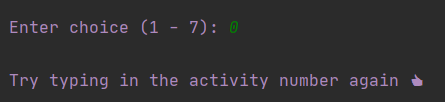 Enter choice (1 - 7): 0
Try typing in the activity number again 👆